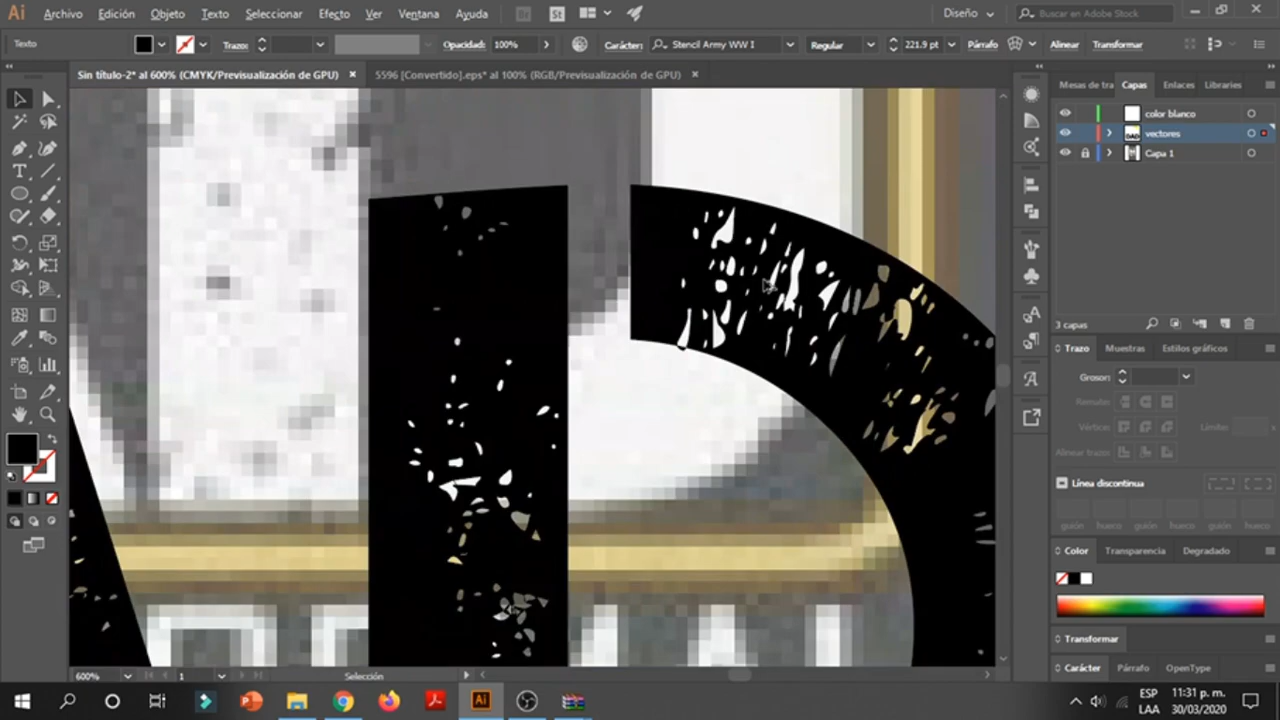 Ai Archivo Edición Objeto Texto Seleccionar Efecto Ver Ventana Ayuda Br St Diseño Buscar en Adobe Stock
Texto Trazo: Opacidad: 100% Carácter: Stencil Army WW I Regular 221.9 pt Párrafo Alinear Transformar
Sin título-2* al 600% (CMYK/Previsualización de GPU) × 5596 [Convertido].eps* al 100% (RGB/Previsualización de GPU) ×
Mesas de tra Capas Enlaces Libraries
color blanco
vectores
Capa 1
3 capas
Trazo Muestras Estilos gráficos
Grosor:
Remate:
Vértice: Límite:
Alinear trazo:
Línea discontinua
guión hueco guión hueco guión hueco
Color Transparencia Degradado
Transformar
Carácter Párrafo OpenType
600% 1 Selección
ESP 11:31 p. m.
LAA 30/03/2020